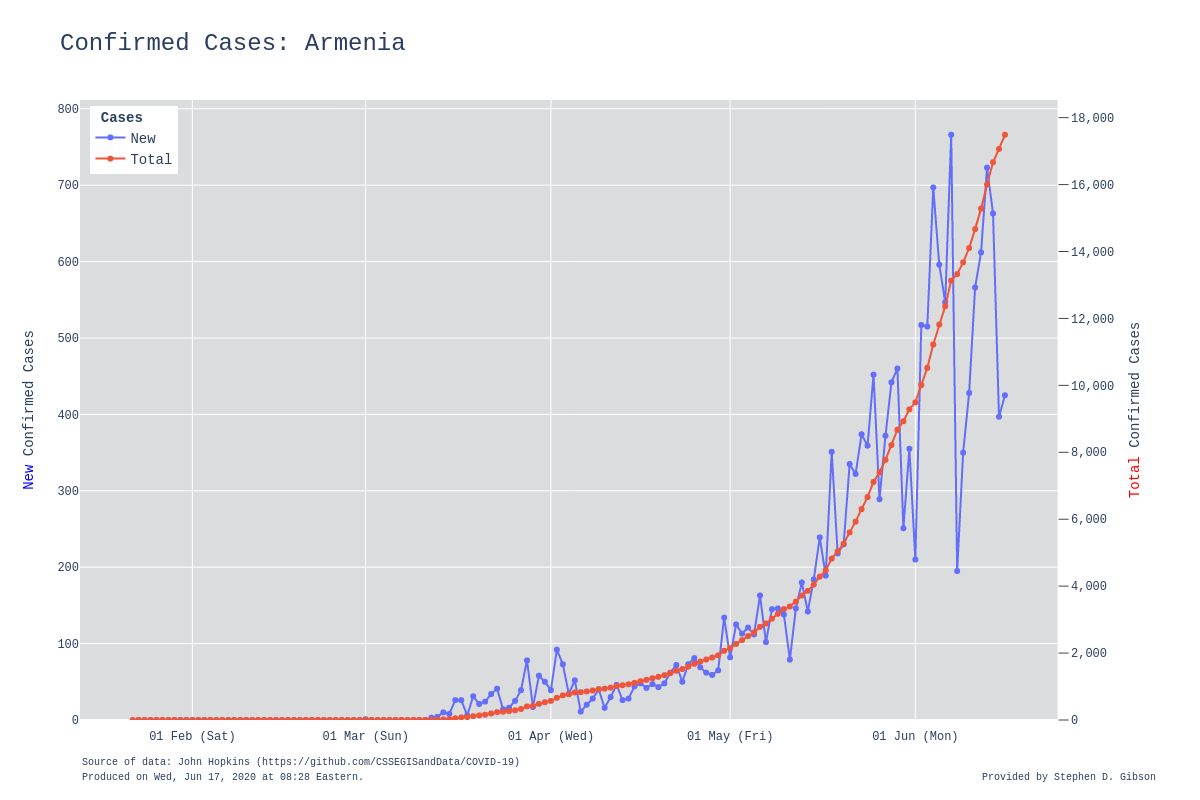 Confirmed Cases: Armenia
Cases
New
Total
800
700
600
500
400
300
200
100
0
New Confirmed Cases
18,000
16,000
14,000
12,000
10,000
8,000
6,000
4,000
2,000
0
Total Confirmed Cases
01 Feb (Sat) 01 Mar (Sun) 01 Apr (Wed) 01 May (Fri) 01 Jun (Mon)
Source of data: John Hopkins (https://github.com/CSSEGISandData/COVID-19)
Produced on Wed, Jun 17, 2020 at 08:28 Eastern.
Provided by Stephen D. Gibson